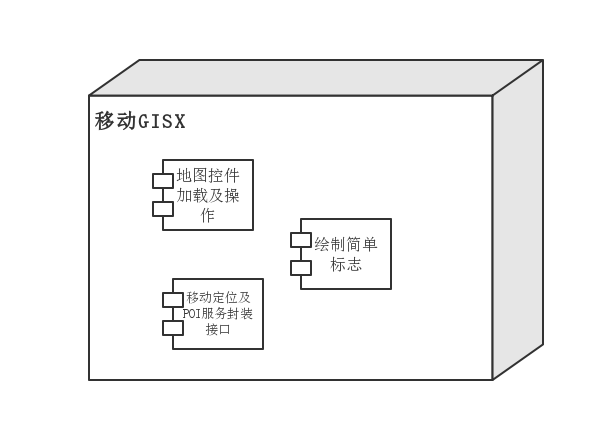 移动GISX
地图控件
加载及操
作
绘制简单
标志
移动定位及
POI服务封装
接口